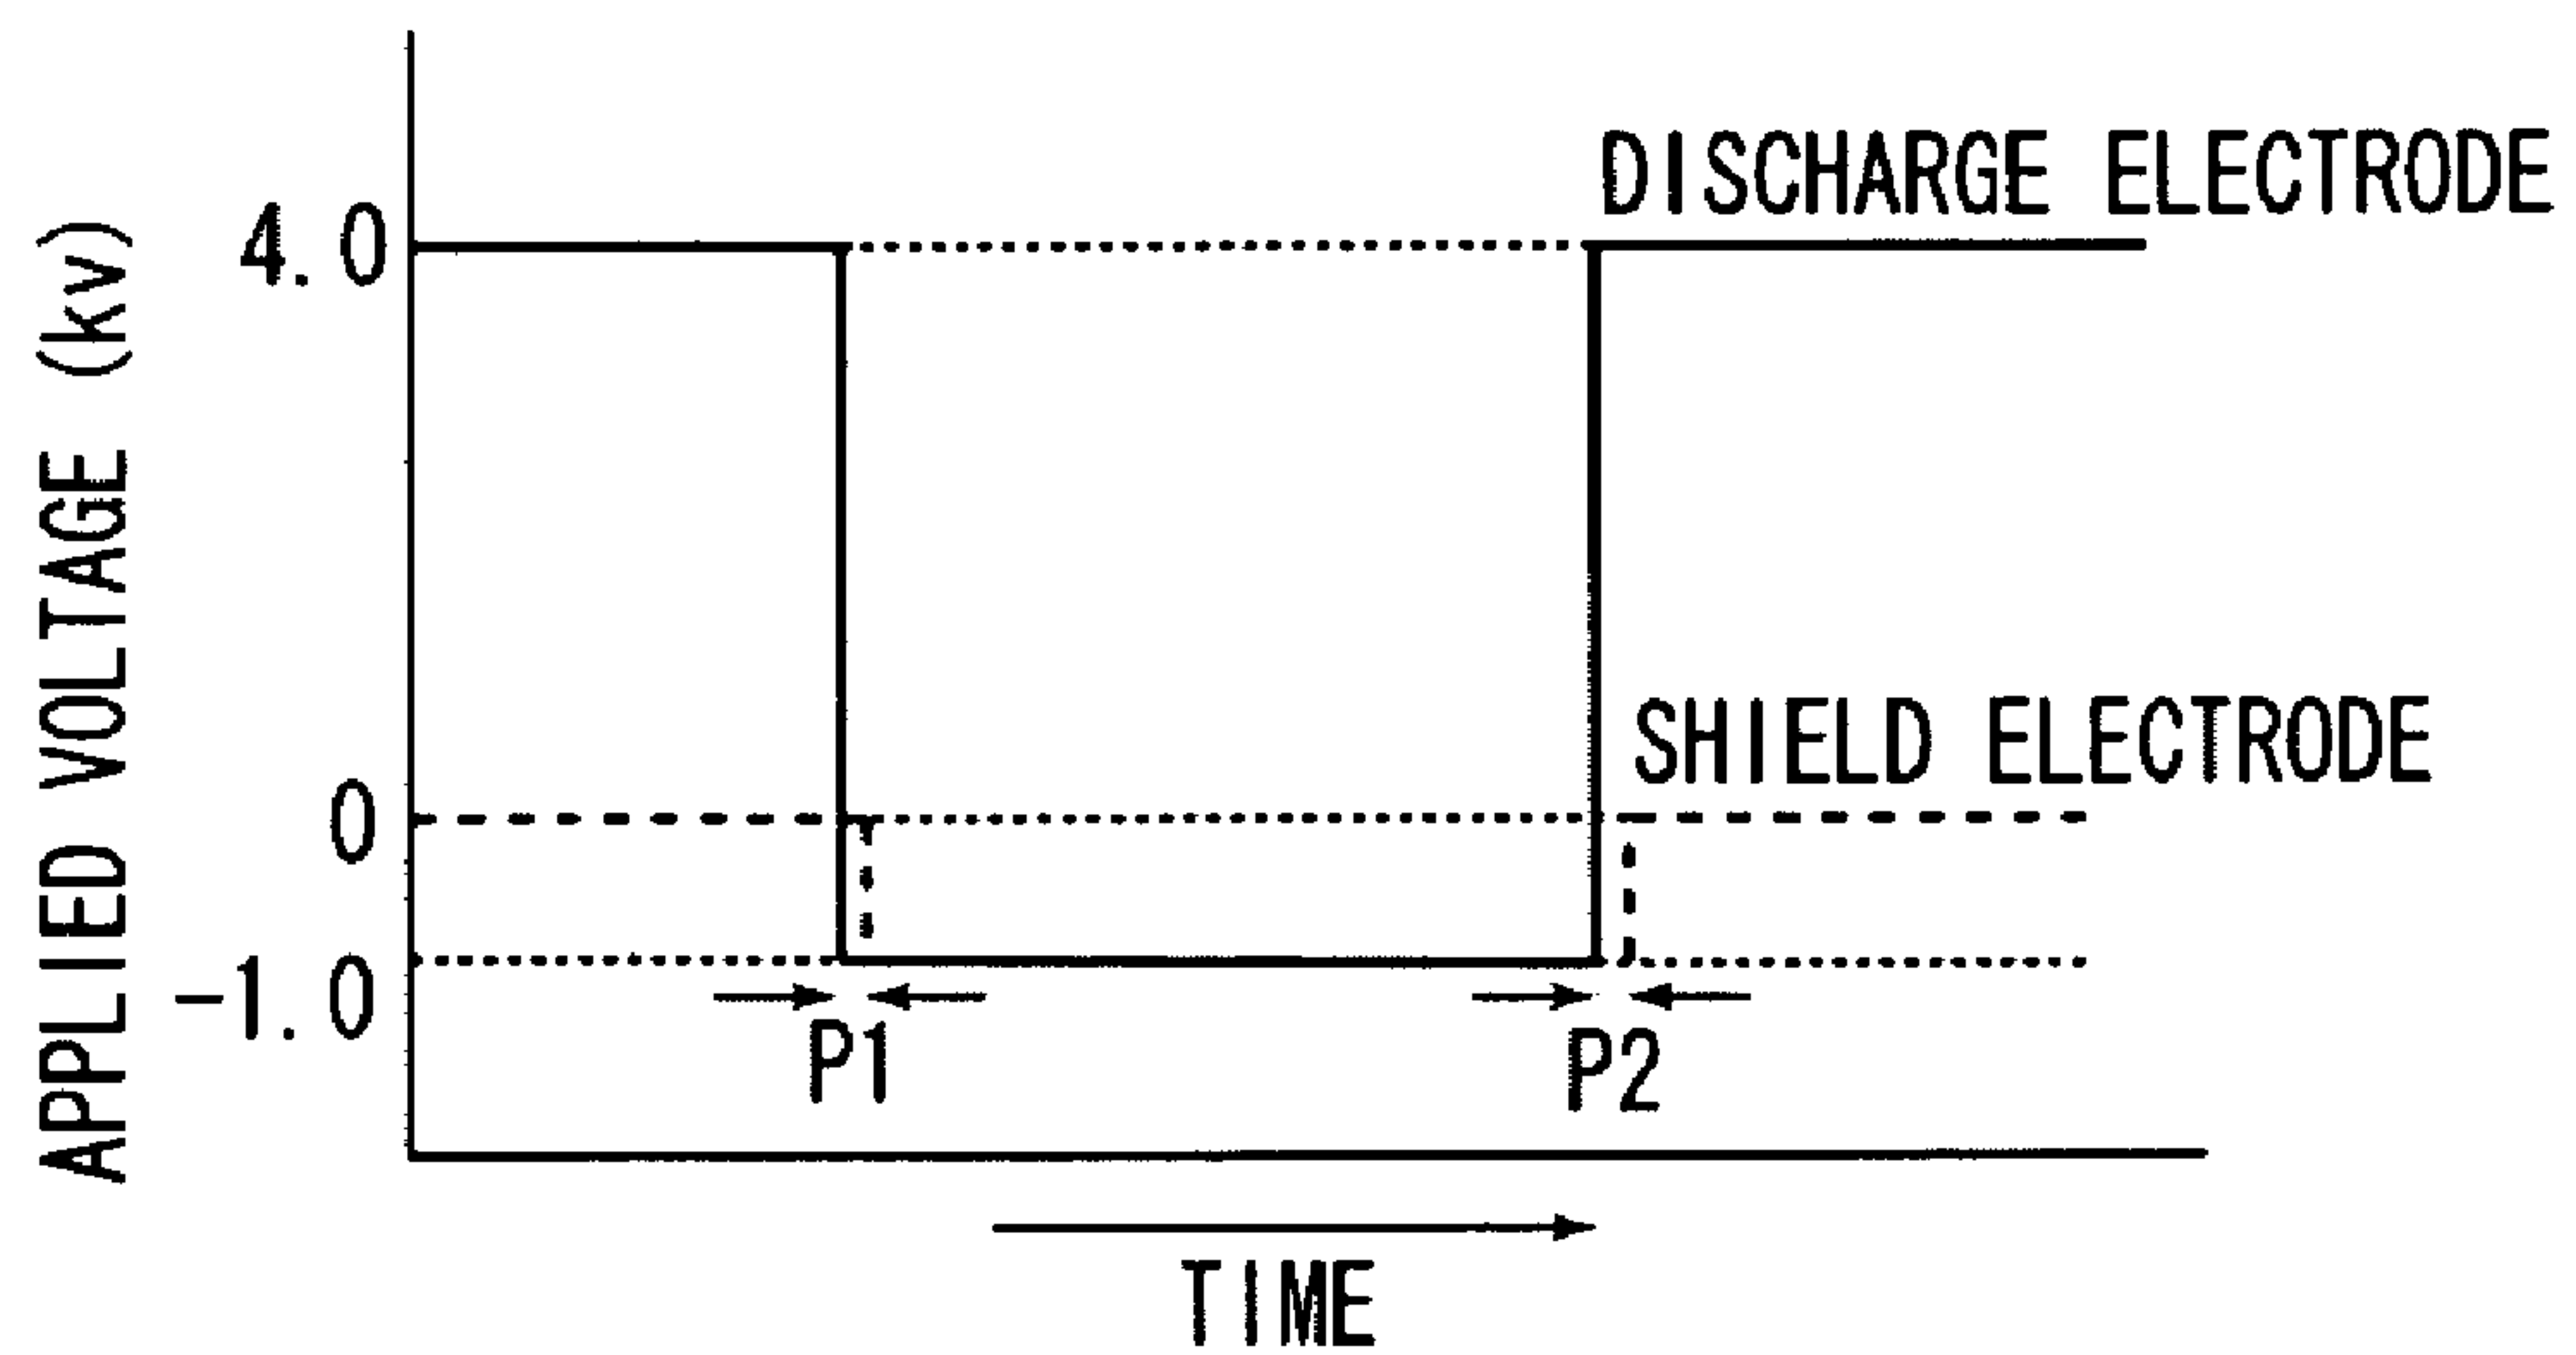 APPLIED VOLTAGE (kv)
4.0
0
-1.0
DISCHARGE ELECTRODE
SHIELD ELECTRODE
P1
P2
TIME